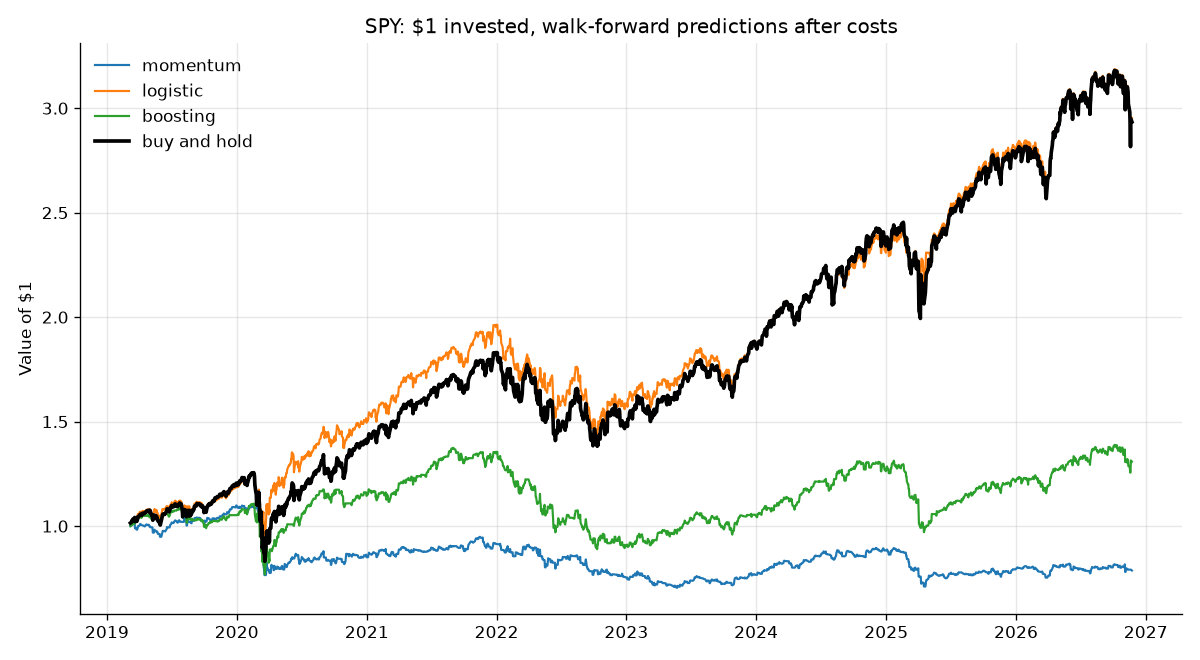 SPY: $1 invested, walk-forward predictions after costs
momentum
logistic
boosting
buy and hold
Value of $1
3.0
2.5
2.0
1.5
1.0
2019 2020 2021 2022 2023 2024 2025 2026 2027